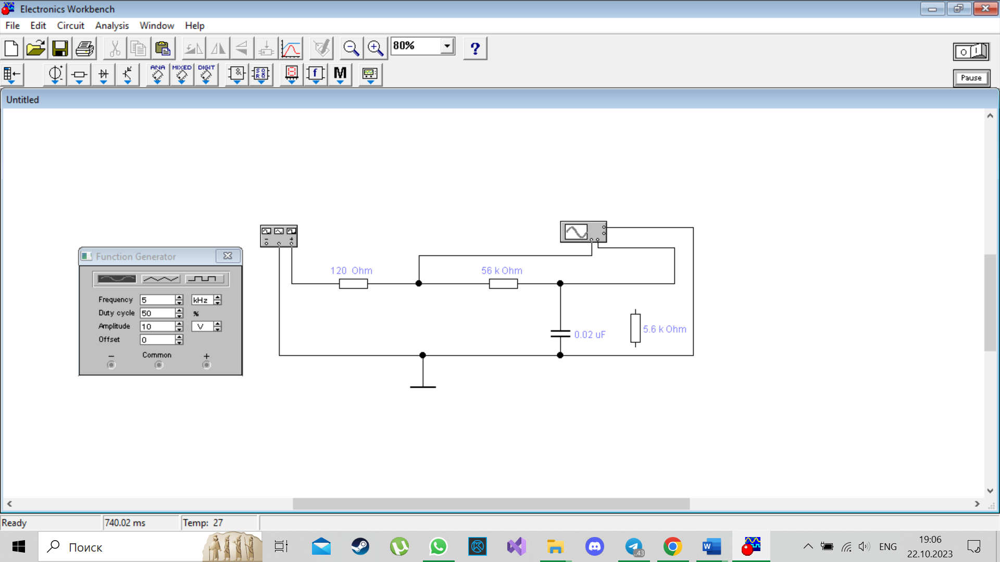 Electronics Workbench
File Edit Circuit Analysis Window Help
80%
?
ANA MIXED DIGIT
f M
Pause
Untitled
Function Generator
Frequency 5 kHz
Duty cycle 50 %
Amplitude 10 V
Offset 0
− Common +
120 Ohm
56 k Ohm
0.02 uF
5.6 k Ohm
Ready 740.02 ms Temp: 27
Поиск
..43
ENG
19:06
22.10.2023